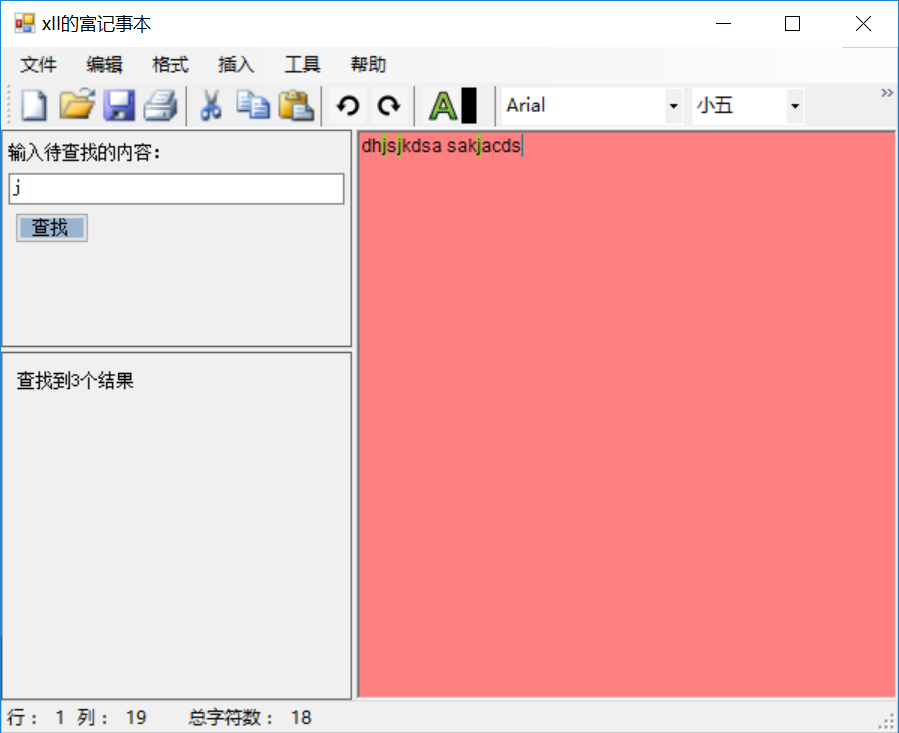 xll的富记事本
文件 编辑 格式 插入 工具 帮助
A Arial 小五
输入待查找的内容：
j
查找
dhjsjkdsa sakjacds
查找到3个结果
行： 1 列： 19 总字符数： 18